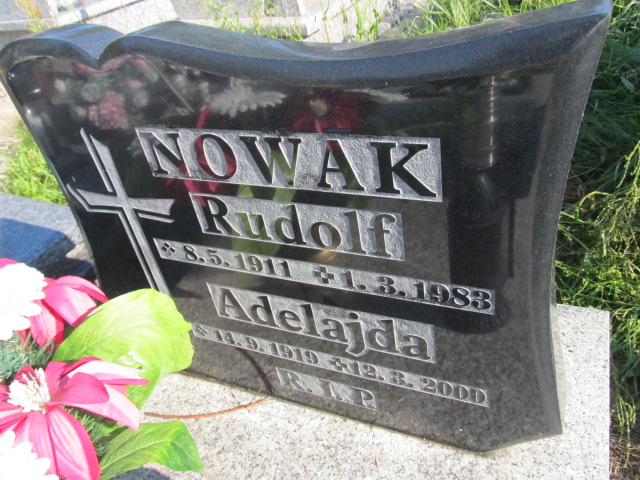 NOWAK
Rudolf
* 8.5.1911 + 1.3.1983
Adelajda
* 14.9.1919 + 12.3.2000
R.I.P.